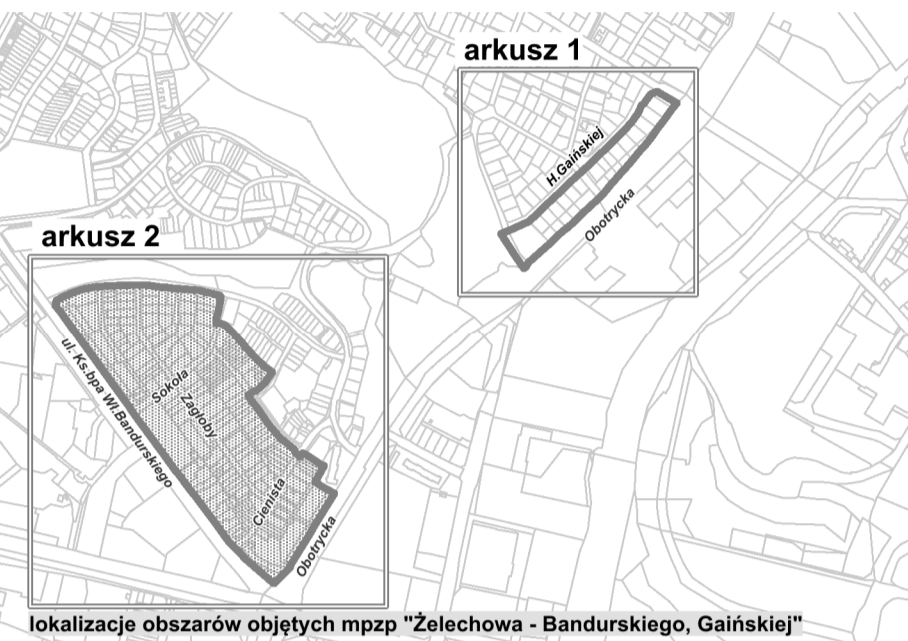 arkusz 1
H.Gaińskiej
Obotrycka
arkusz 2
ul. Ks.bpa Wł.Bandurskiego
Sokola
Zagłoby
Cienista
Obotrycka
lokalizacje obszarów objętych mpzp "Żelechowa - Bandurskiego, Gaińskiej"